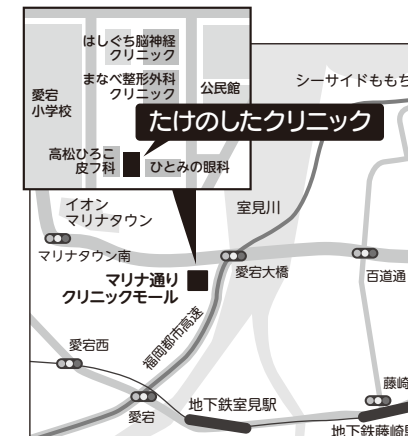 はしぐち脳神経
クリニック
まなべ整形外科
クリニック
公民館
愛宕
小学校
たけのしたクリニック
高松ひろこ
皮フ科
ひとみの眼科
シーサイドももち
イオン
マリナタウン
室見川
マリナタウン南
マリナ通り
クリニックモール
愛宕大橋
百道通
福岡都市高速
愛宕西
愛宕
地下鉄室見駅
藤崎
地下鉄藤崎駅